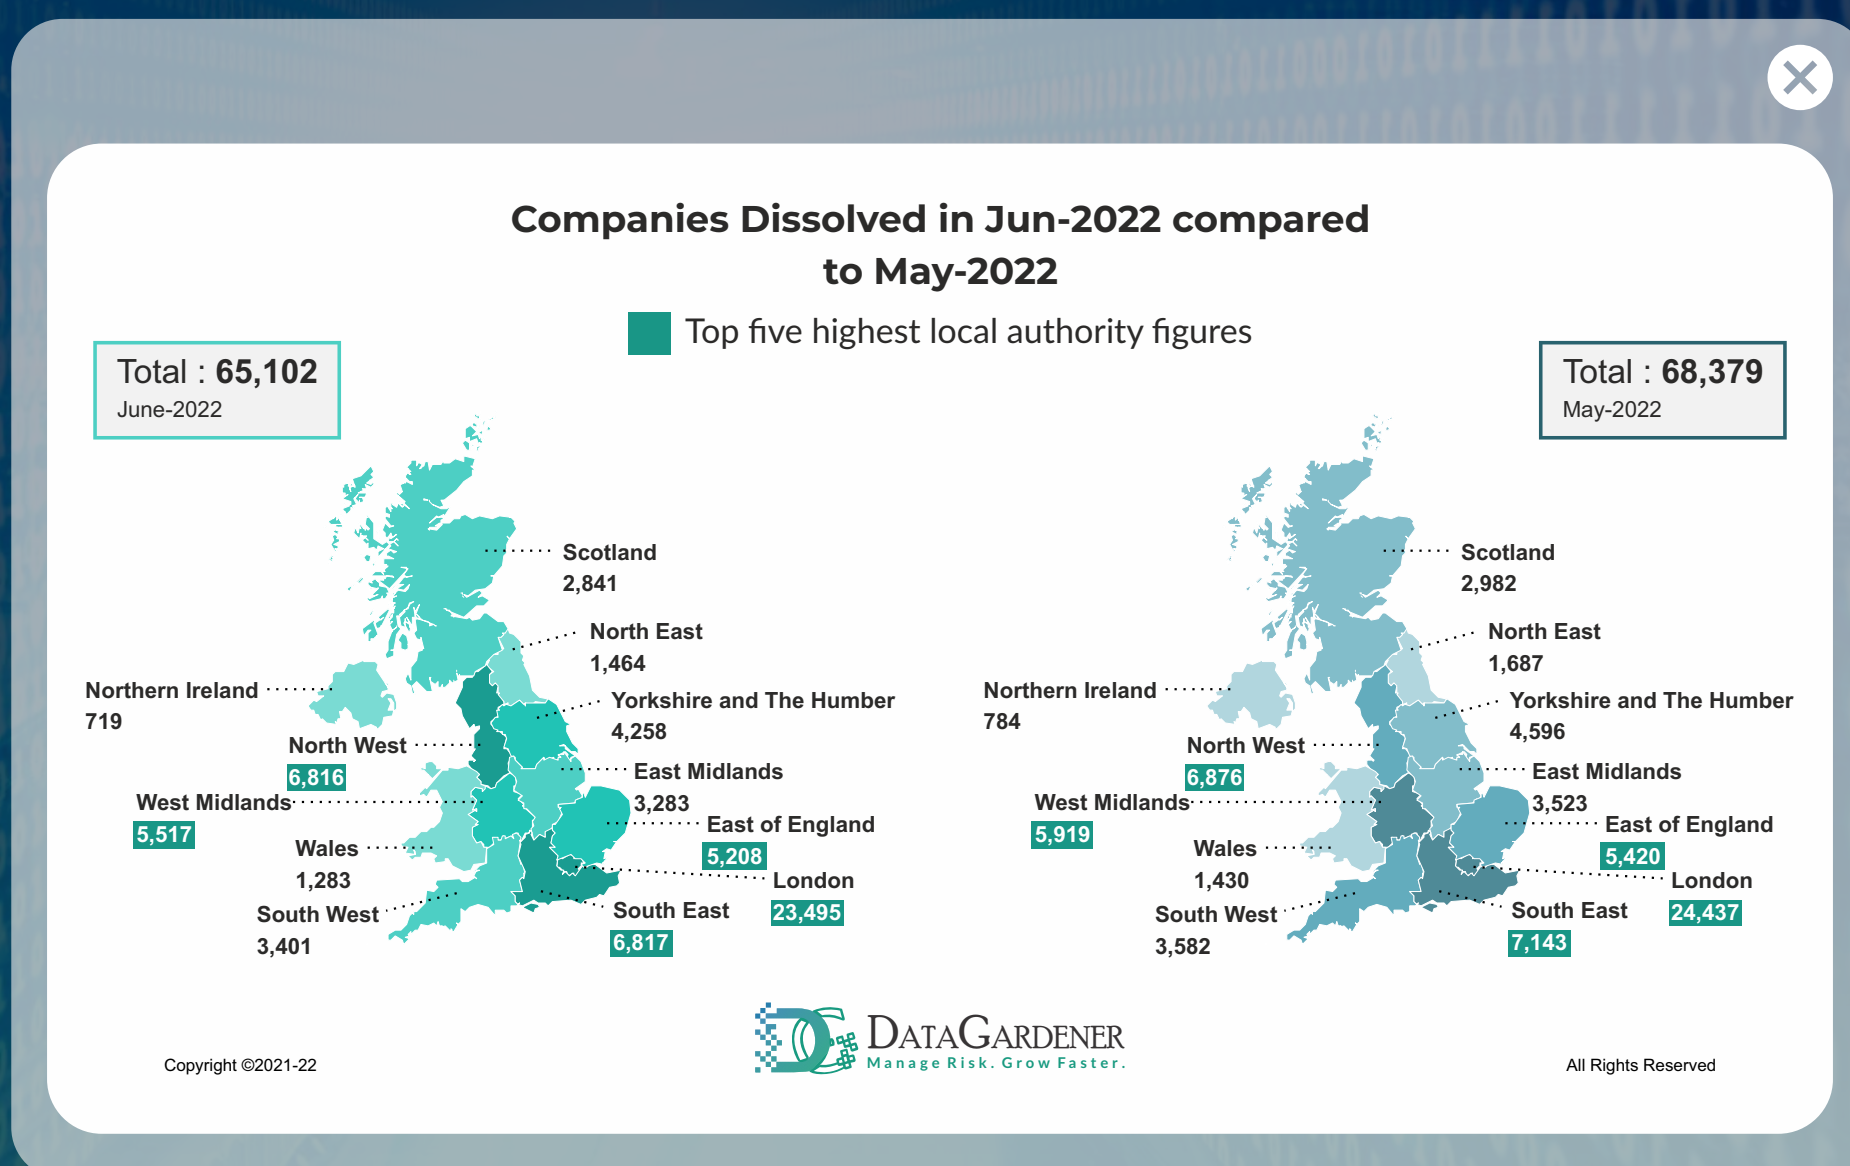 Companies Dissolved in Jun-2022 compared
to May-2022
Top five highest local authority figures
Total : 65,102
June-2022
Scotland
2,841
North East
1,464
Northern Ireland
719
Yorkshire and The Humber
4,258
North West
6,816
East Midlands
3,283
West Midlands
5,517
East of England
5,208
Wales
1,283
London
23,495
South West
3,401
South East
6,817
Total : 68,379
May-2022
Scotland
2,982
North East
1,687
Northern Ireland
784
Yorkshire and The Humber
4,596
North West
6,876
East Midlands
3,523
West Midlands
5,919
East of England
5,420
Wales
1,430
London
24,437
South West
3,582
South East
7,143
DATAGARDENER
Manage Risk. Grow Faster.
Copyright ©2021-22
All Rights Reserved